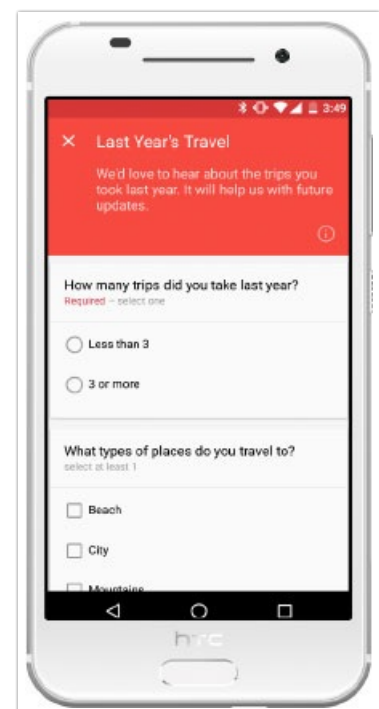 3:49
Last Year's Travel
We'd love to hear about the trips you
took last year. It will help us with future
updates.
How many trips did you take last year?
Required – select one
Less than 3
3 or more
What types of places do you travel to?
select at least 1
Beach
City
Mountains
hTC